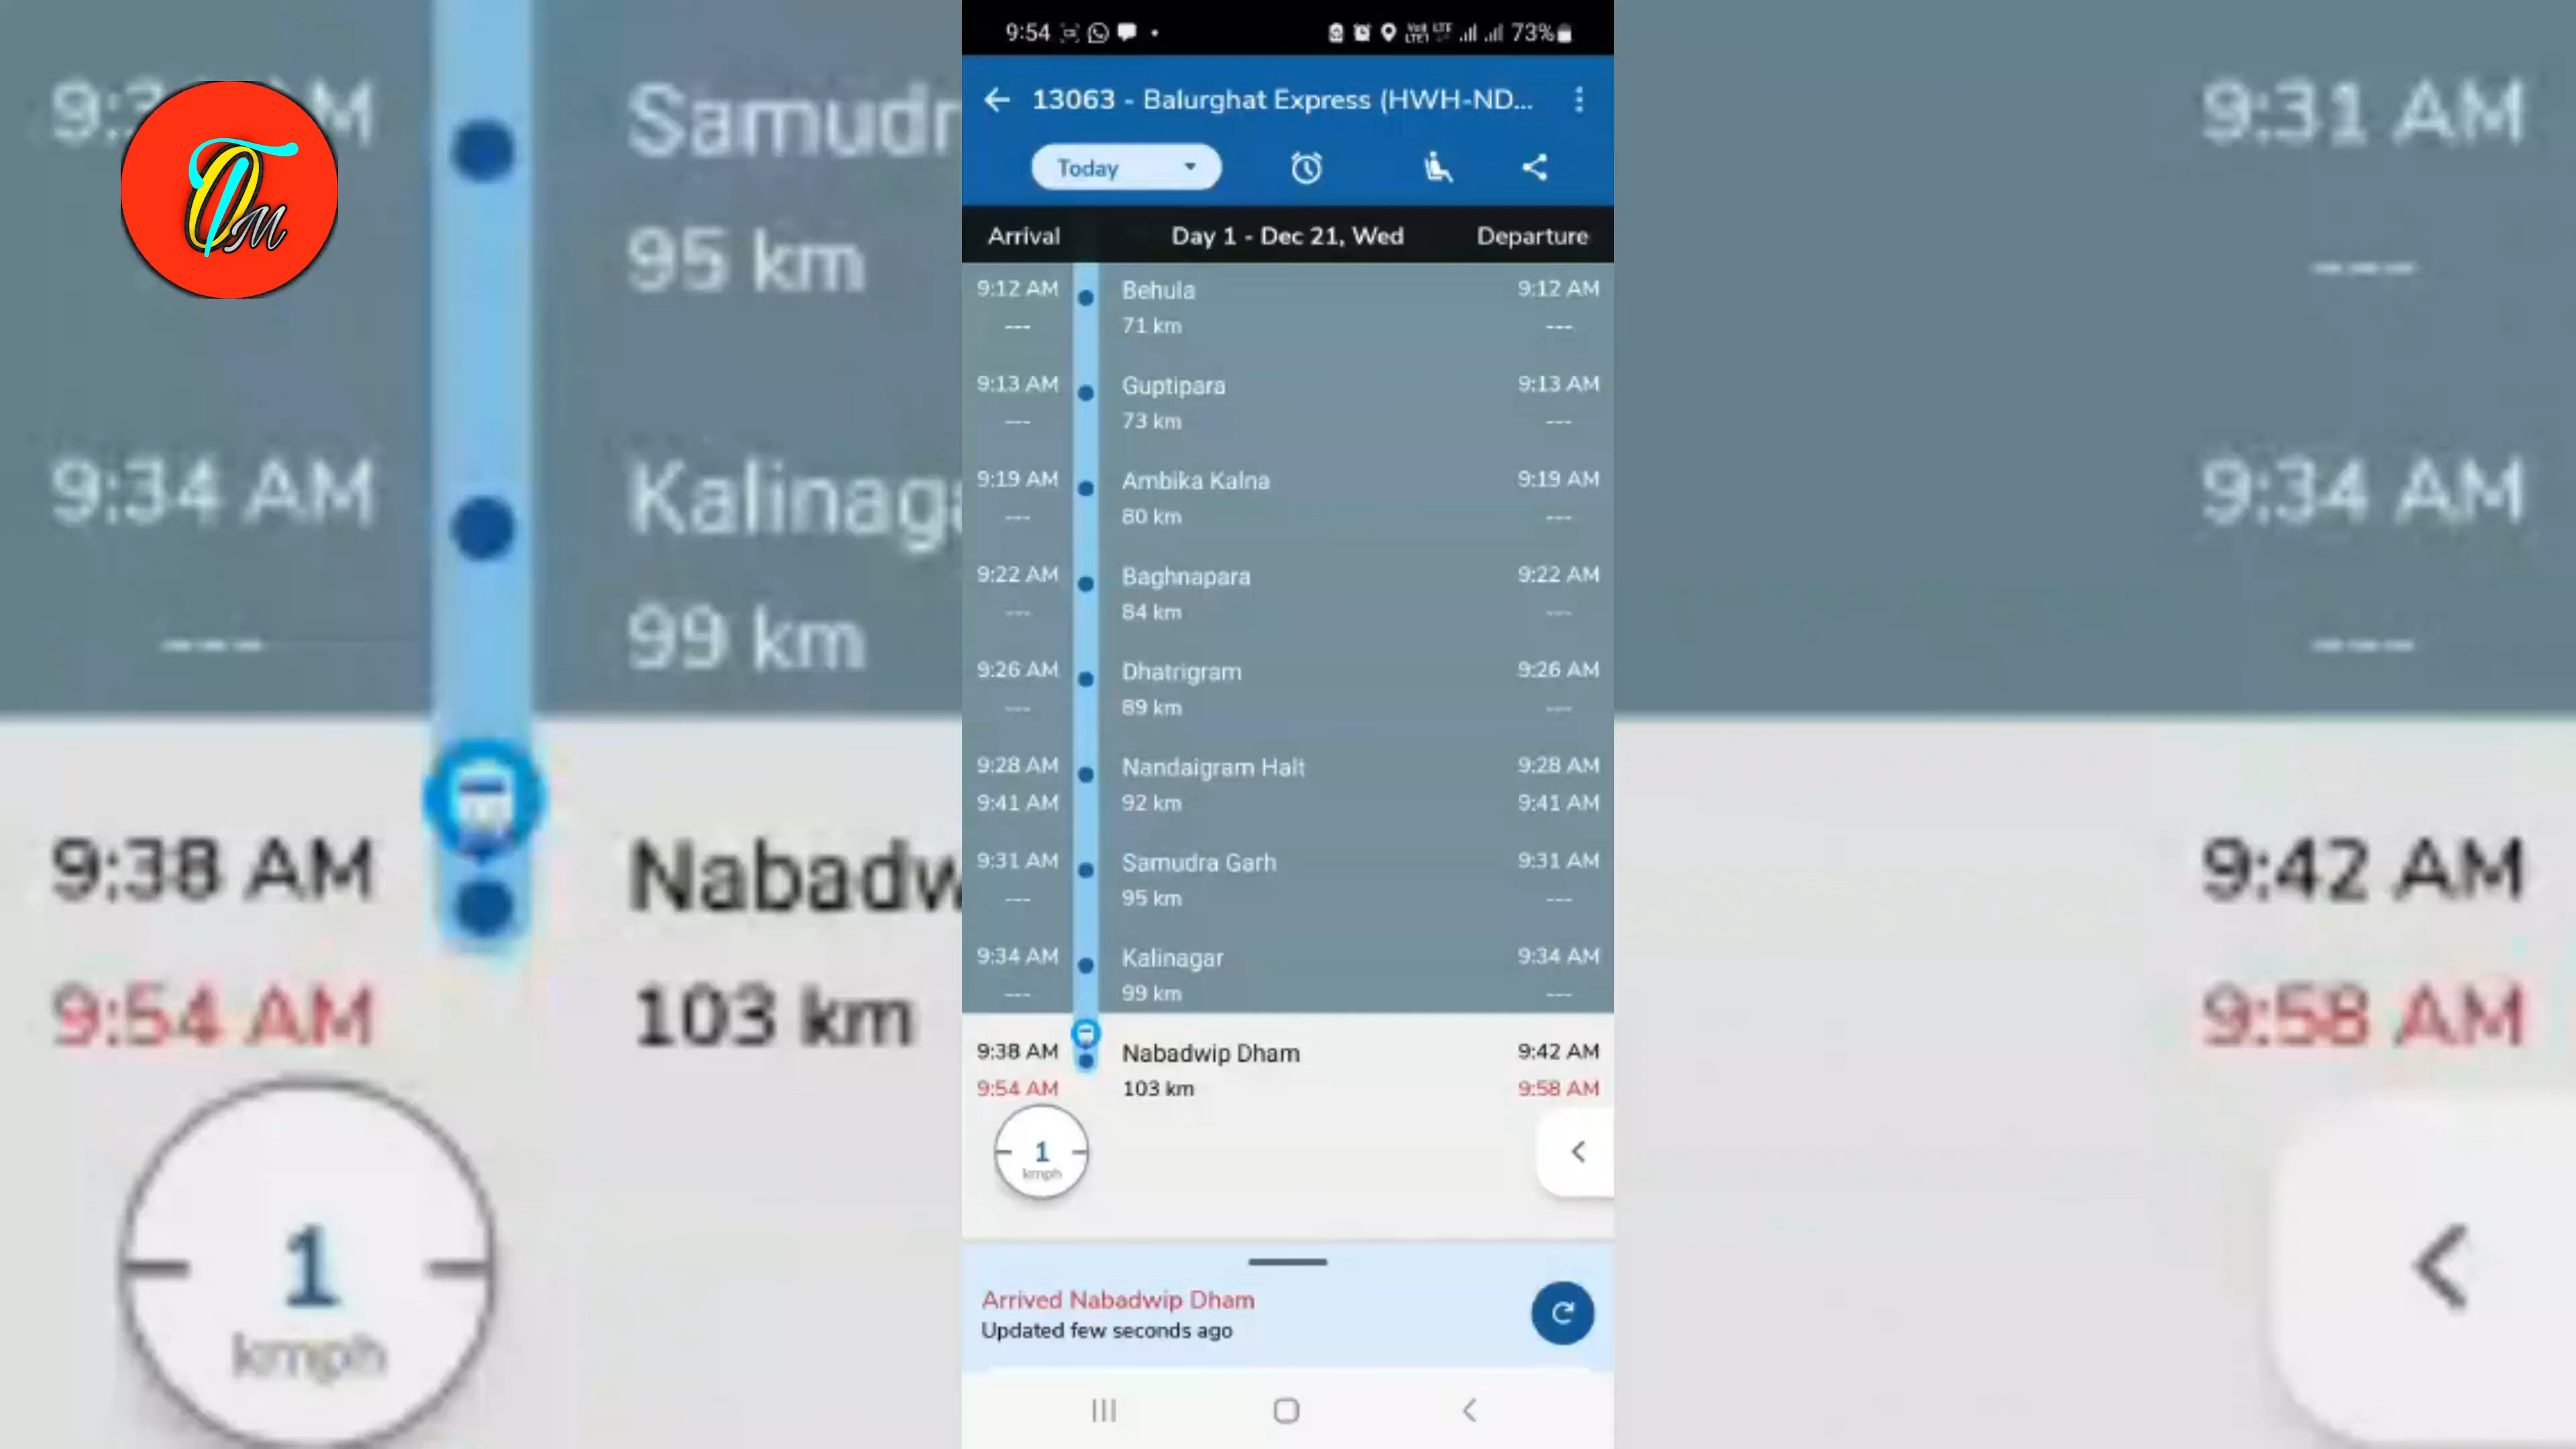 9:54 73%
13063 - Balurghat Express (HWH-ND...
Today
Arrival Day 1 - Dec 21, Wed Departure
9:12 AM Behula 9:12 AM
--- 71 km ---
9:13 AM Guptipara 9:13 AM
--- 73 km ---
9:19 AM Ambika Kalna 9:19 AM
--- 80 km ---
9:22 AM Baghnapara 9:22 AM
--- 84 km ---
9:26 AM Dhatrigram 9:26 AM
--- 89 km ---
9:28 AM Nandaigram Halt 9:28 AM
9:41 AM 92 km 9:41 AM
9:31 AM Samudra Garh 9:31 AM
--- 95 km ---
9:34 AM Kalinagar 9:34 AM
--- 99 km ---
9:38 AM Nabadwip Dham 9:42 AM
9:54 AM 103 km 9:58 AM
1
kmph
Arrived Nabadwip Dham
Updated few seconds ago
Samudr 9:31 AM
95 km ---
9:34 AM Kalinaga 9:34 AM
--- 99 km ---
9:38 AM Nabadw 9:42 AM
9:54 AM 103 km 9:58 AM
1
kmph